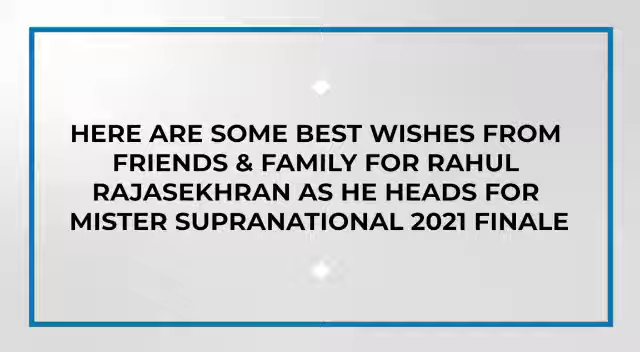 HERE ARE SOME BEST WISHES FROM
FRIENDS & FAMILY FOR RAHUL
RAJASEKHRAN AS HE HEADS FOR
MISTER SUPRANATIONAL 2021 FINALE